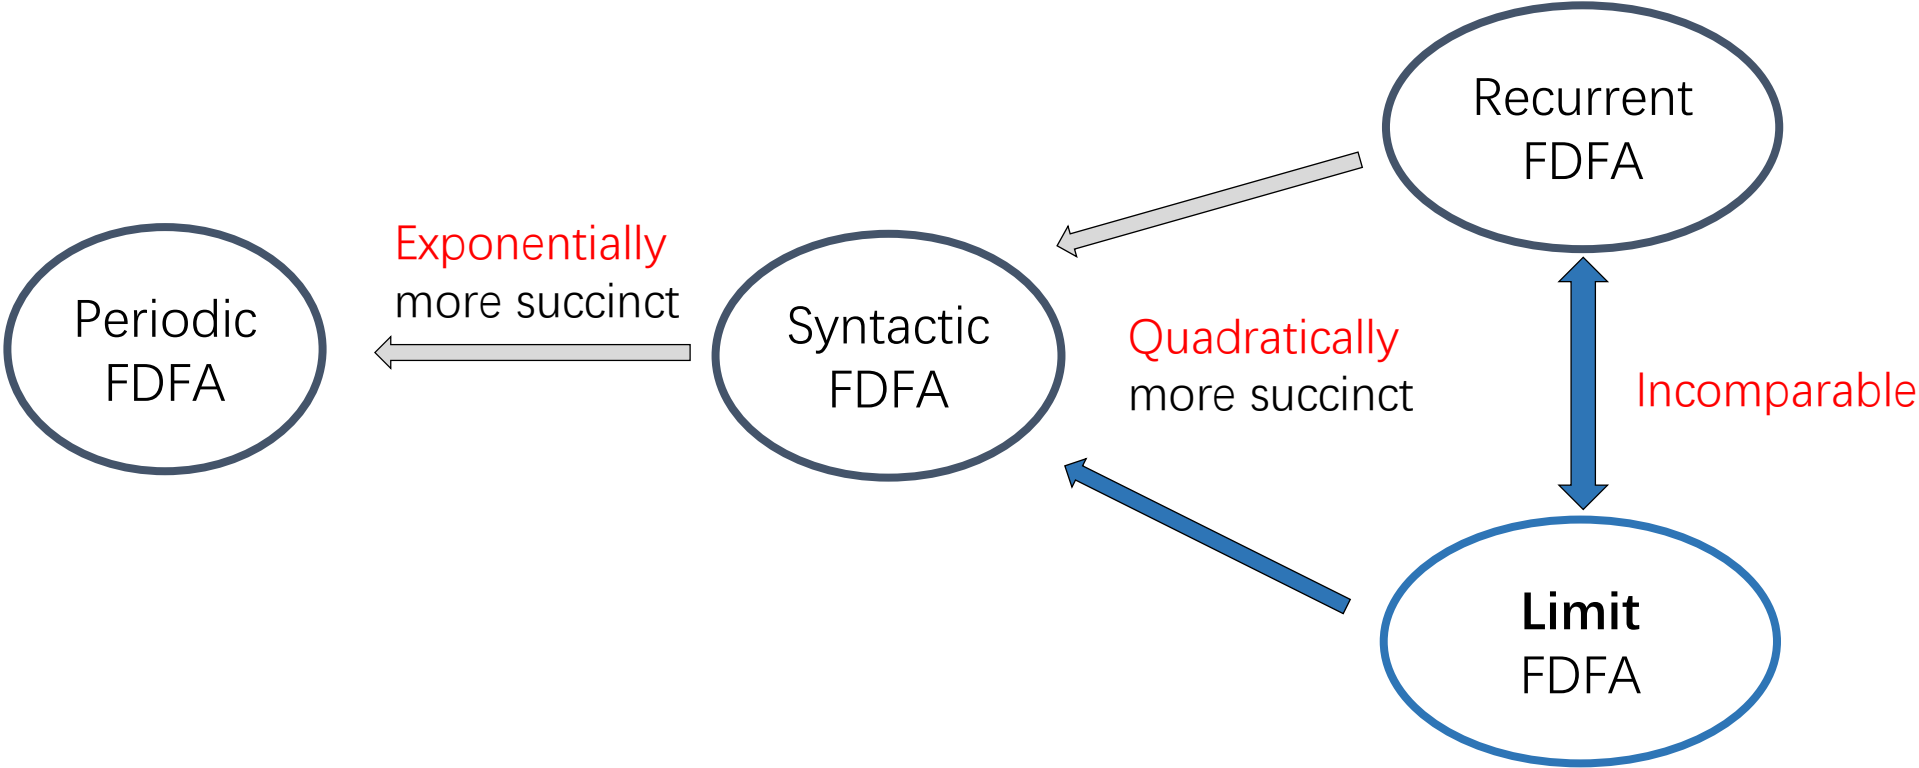 Recurrent
FDFA
Exponentially
more succinct
Periodic
FDFA
Syntactic
FDFA
Quadratically
more succinct
Incomparable
Limit
FDFA